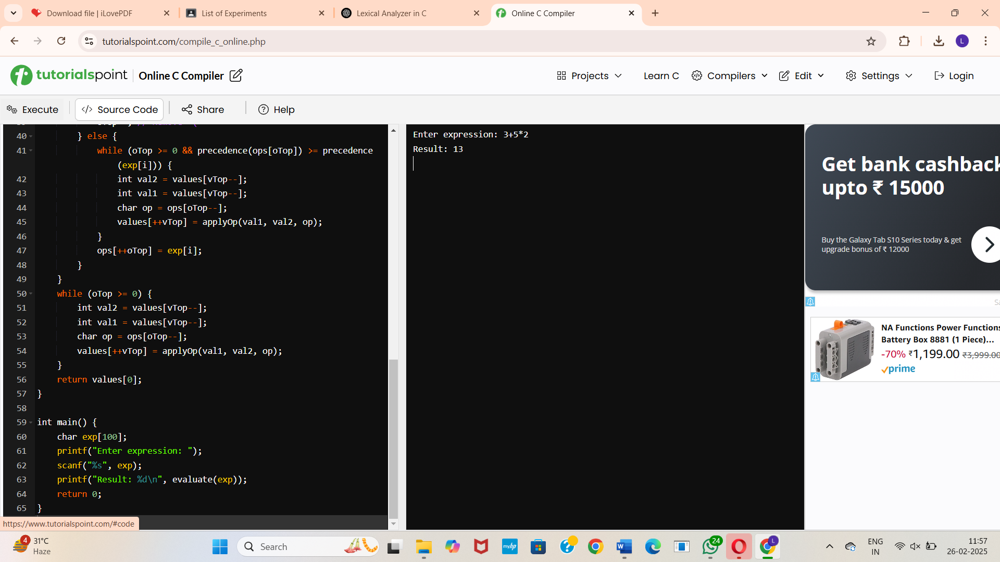 Download file | iLovePDF
List of Experiments
Lexical Analyzer in C
Online C Compiler
tutorialspoint.com/compile_c_online.php
L
tutorialspoint
Online C Compiler
Projects
Learn C
Compilers
Edit
Settings
Login
Execute
</> Source Code
Share
Help
40 } else {
41 while (oTop >= 0 && precedence(ops[oTop]) >= precedence
(exp[i])) {
42 int val2 = values[vTop--];
43 int val1 = values[vTop--];
44 char op = ops[oTop--];
45 values[++vTop] = applyOp(val1, val2, op);
46 }
47 ops[++oTop] = exp[i];
48 }
49 }
50 while (oTop >= 0) {
51 int val2 = values[vTop--];
52 int val1 = values[vTop--];
53 char op = ops[oTop--];
54 values[++vTop] = applyOp(val1, val2, op);
55 }
56 return values[0];
57 }
58
59 int main() {
60 char exp[100];
61 printf("Enter expression: ");
62 scanf("%s", exp);
63 printf("Result: %d\n", evaluate(exp));
64 return 0;
65 }
https://www.tutorialspoint.com/#code
Enter expression: 3+5*2
Result: 13
Get bank cashback
upto ₹ 15000
Buy the Galaxy Tab S10 Series today & get
upgrade bonus of ₹ 12000
NA Functions Power Functions
Battery Box 8881 (1 Piece)...
-70% ₹1,199.00 ₹3,999.00
prime
4
31°C
Haze
Search
myhp
W
24
L
ENG
IN
11:57
26-02-2025